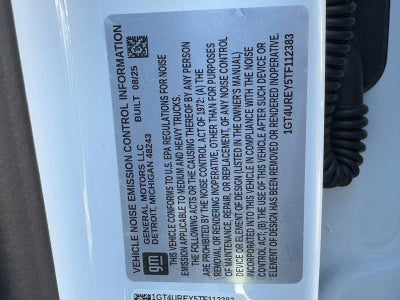 VEHICLE NOISE EMISSION CONTROL INFORMATION
GENERAL MOTORS LLC
DETROIT, MICHIGAN 48243
BUILT 08/25
gm
THIS VEHICLE CONFORMS TO U.S. EPA REGULATIONS FOR NOISE
EMISSION APPLICABLE TO MEDIUM AND HEAVY TRUCKS.
THE FOLLOWING ACTS OR THE CAUSING THEREOF BY ANY PERSON
ARE PROHIBITED BY THE NOISE CONTROL ACT OF 1972: (A) THE
REMOVAL OR RENDERING INOPERATIVE, OTHER THAN FOR PURPOSES
OF MAINTENANCE, REPAIR, OR REPLACEMENT, OF ANY NOISE CONTROL
DEVICE OR ELEMENT OF DESIGN (LISTED IN THE OWNER'S MANUAL)
INCORPORATED INTO THIS VEHICLE IN COMPLIANCE WITH THE NOISE
CONTROL ACT, (B) THE USE OF THIS VEHICLE AFTER SUCH DEVICE OR
ELEMENT OF DESIGN HAS BEEN REMOVED OR RENDERED INOPERATIVE.
1GT4UREY5TF112383
1GT4UREY5TF112383